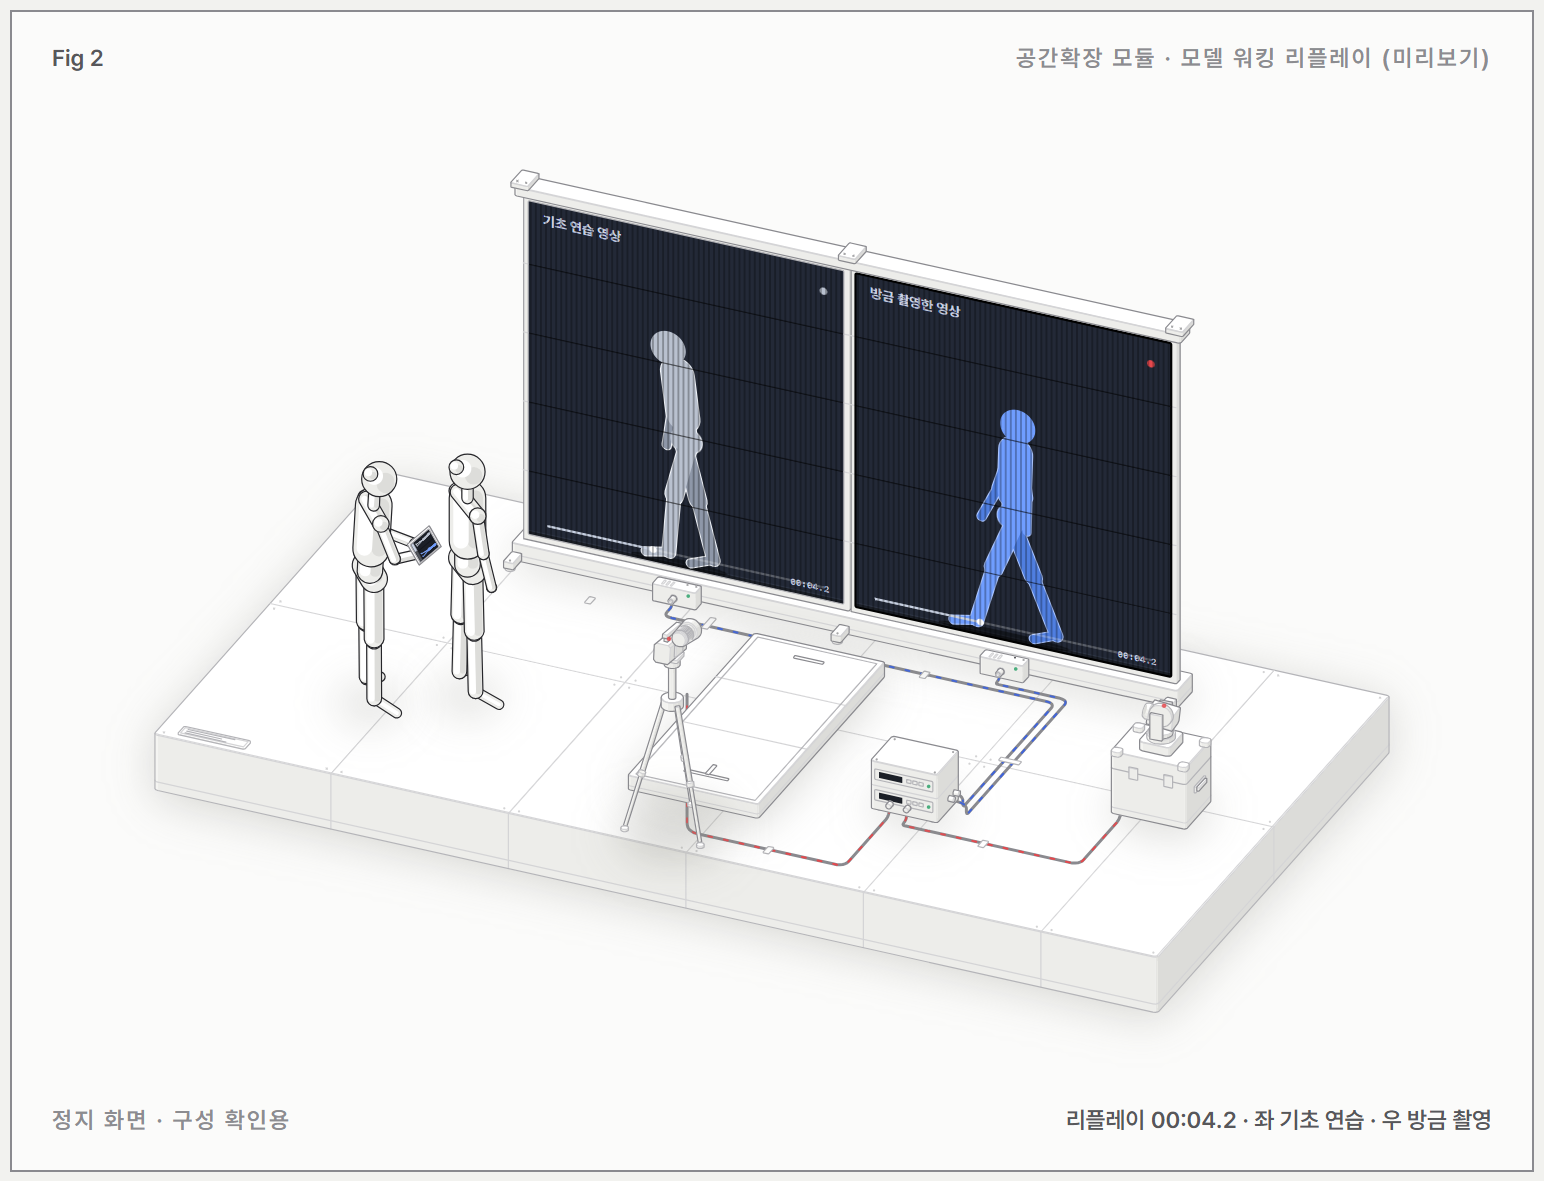 Fig 2
공간확장 모듈 · 모델 워킹 리플레이 (미리보기)
기초 연습 영상
방금 촬영한 영상
00:04.2
00:04.2
정지 화면 · 구성 확인용
리플레이 00:04.2 · 좌 기초 연습 · 우 방금 촬영